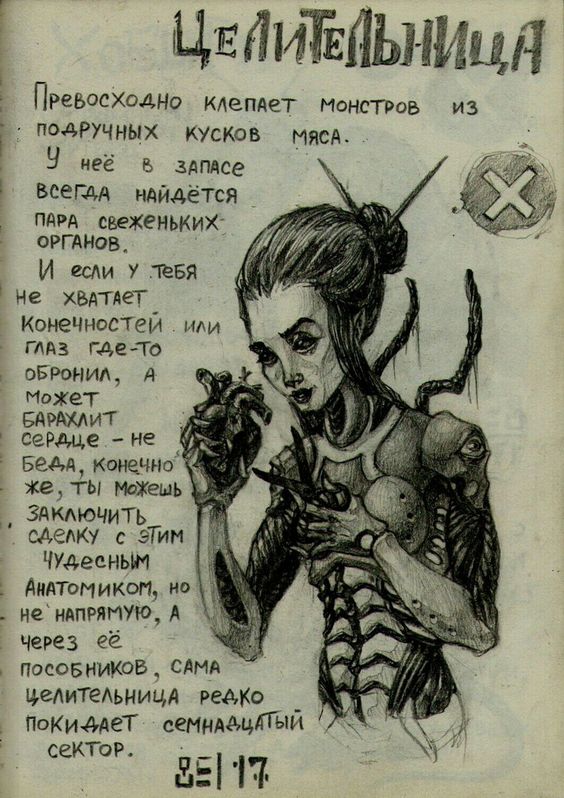 ЦЕЛИТЕЛЬНИЦА
Превосходно клепает монстров из
подручных кусков мяса.
У неё в запасе
всегда найдётся
пара свеженьких
органов.
И если у тебя
не хватает
конечностей или
глаз где-то
обронил, а
может
барахлит
сердце – не
беда, конечно
же, ты можешь
заключить
сделку с этим
чудесным
Анатомиком, но
не напрямую, а
через её
пособников, сама
целительница редко
покидает семнадцатый
сектор.
17